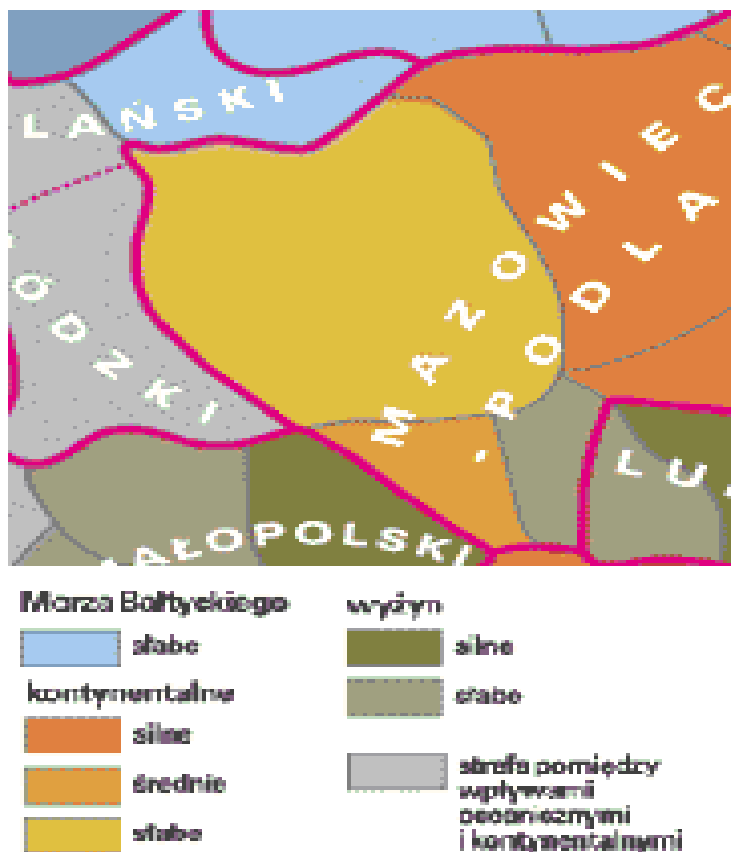 LAŃSKI
ÓDZKI
MAZOWIEC
-PODLA
LU
AŁOPOLSKI
Morza Bałtyckiego
słabe
kontynentalne
silne
średnie
słabe
wyżyn
silne
słabe
strefa pomiędzy
wpływami
oceanicznymi
i kontynentalnymi